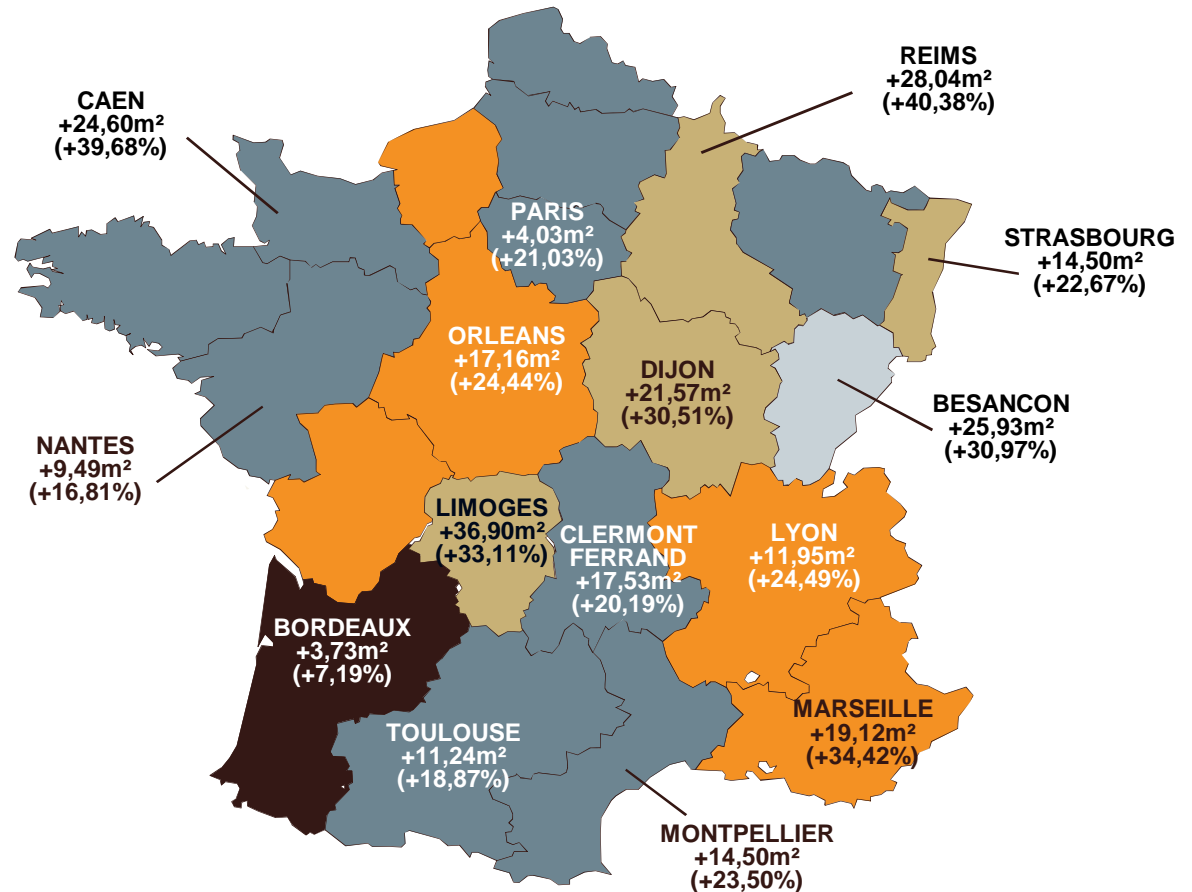 REIMS
+28,04m²
(+40,38%)
CAEN
+24,60m²
(+39,68%)
PARIS
+4,03m²
(+21,03%)
STRASBOURG
+14,50m²
(+22,67%)
ORLEANS
+17,16m²
(+24,44%)
DIJON
+21,57m²
(+30,51%)
BESANCON
+25,93m²
(+30,97%)
NANTES
+9,49m²
(+16,81%)
LIMOGES
+36,90m²
(+33,11%)
CLERMONT
FERRAND
+17,53m²
(+20,19%)
LYON
+11,95m²
(+24,49%)
BORDEAUX
+3,73m²
(+7,19%)
MARSEILLE
+19,12m²
(+34,42%)
TOULOUSE
+11,24m²
(+18,87%)
MONTPELLIER
+14,50m²
(+23,50%)